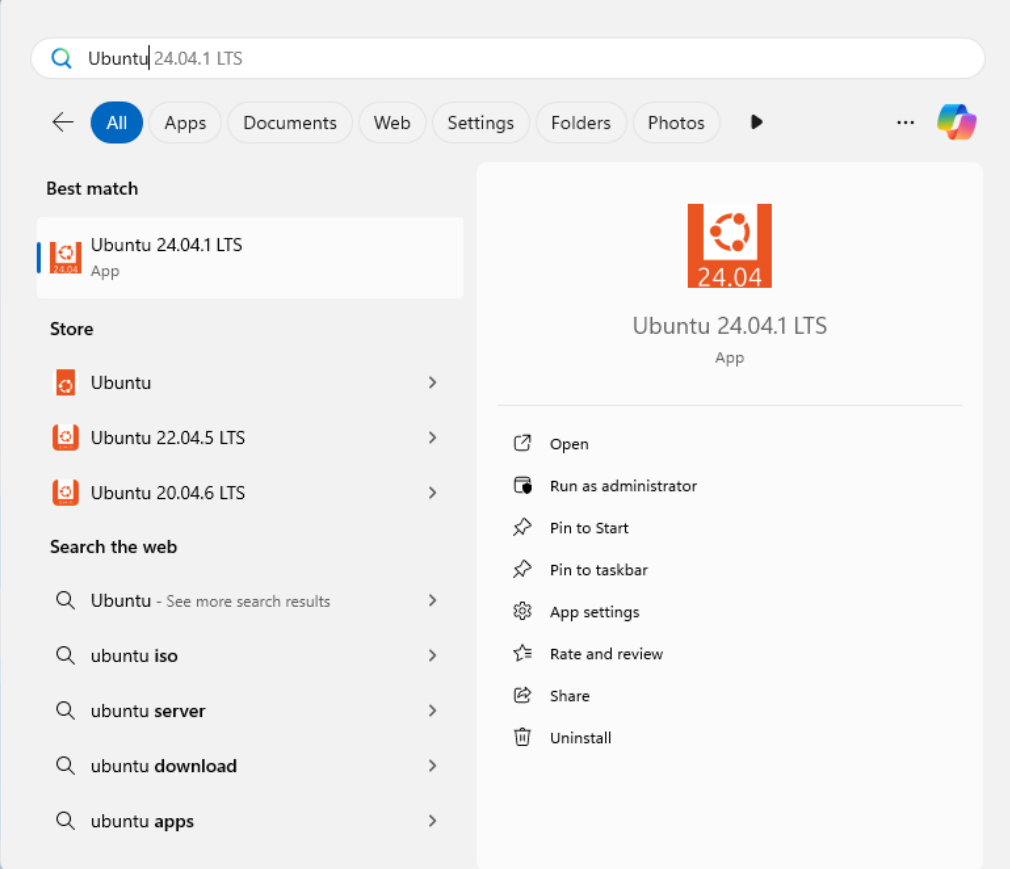 Ubuntu 24.04.1 LTS
All Apps Documents Web Settings Folders Photos
Best match
24.04
Ubuntu 24.04.1 LTS
App
Store
Ubuntu
Ubuntu 22.04.5 LTS
Ubuntu 20.04.6 LTS
Search the web
Ubuntu - See more search results
ubuntu iso
ubuntu server
ubuntu download
ubuntu apps
24.04
Ubuntu 24.04.1 LTS
App
Open
Run as administrator
Pin to Start
Pin to taskbar
App settings
Rate and review
Share
Uninstall